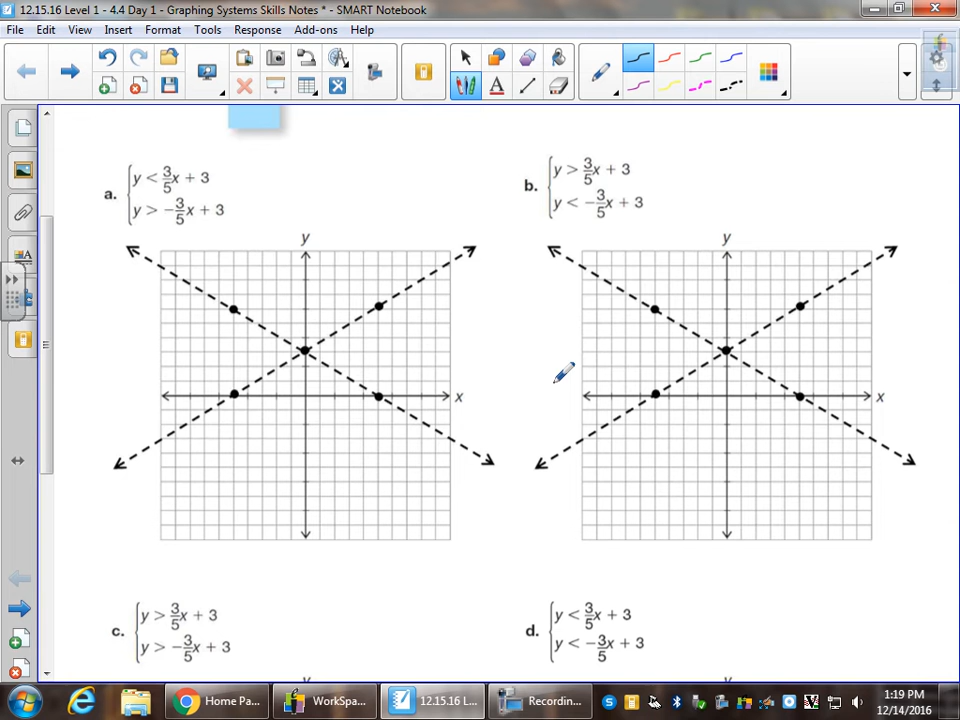 12.15.16 Level 1 - 4.4 Day 1 - Graphing Systems Skills Notes * - SMART Notebook
File Edit View Insert Format Tools Response Add-ons Help
a. y < 3/5x + 3
y > -3/5x + 3
b. y > 3/5x + 3
y < -3/5x + 3
y
x
y
x
c. y > 3/5x + 3
y > -3/5x + 3
d. y < 3/5x + 3
y < -3/5x + 3
Home Pa... WorkSpa... 12.15.16 L... Recordin...
1:19 PM
12/14/2016